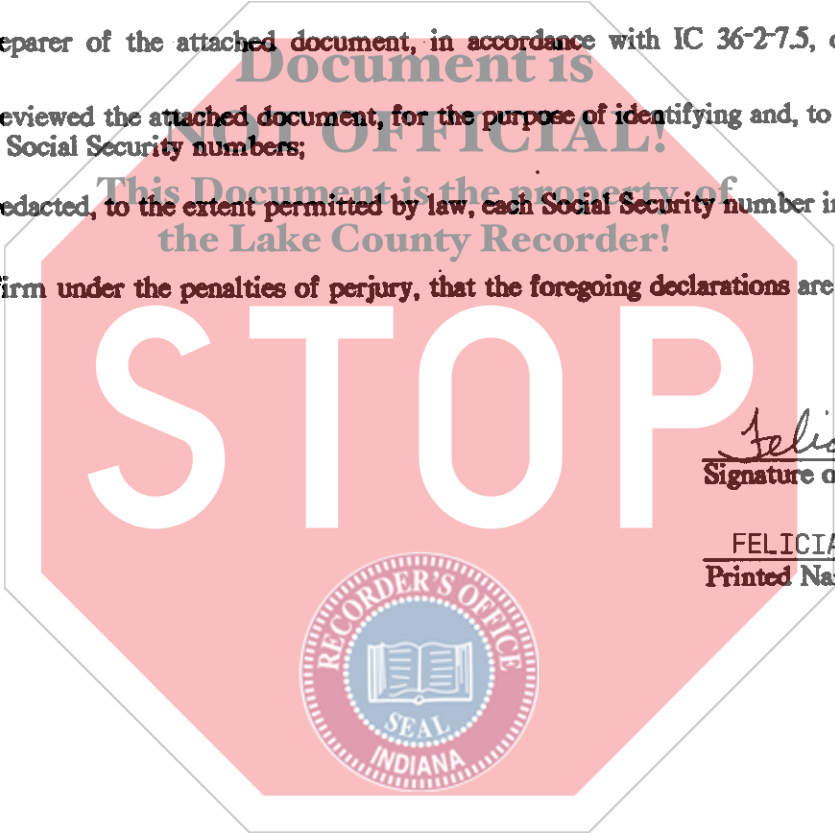 eparer of the attached document, in accordance with IC 36-2-7.5,
Document is
eviewed the attached document, for the purpose of identifying and, to
NOT OFFICIAL!
Social Security numbers;
This Document is the property of
edacted, to the extent permitted by law, each Social Security number in
the Lake County Recorder!
irm under the penalties of perjury, that the foregoing declarations are
STOP
Felic
Signature o
FELICIA
Printed Na
RECORDER'S OFFICE
SEAL
INDIANA